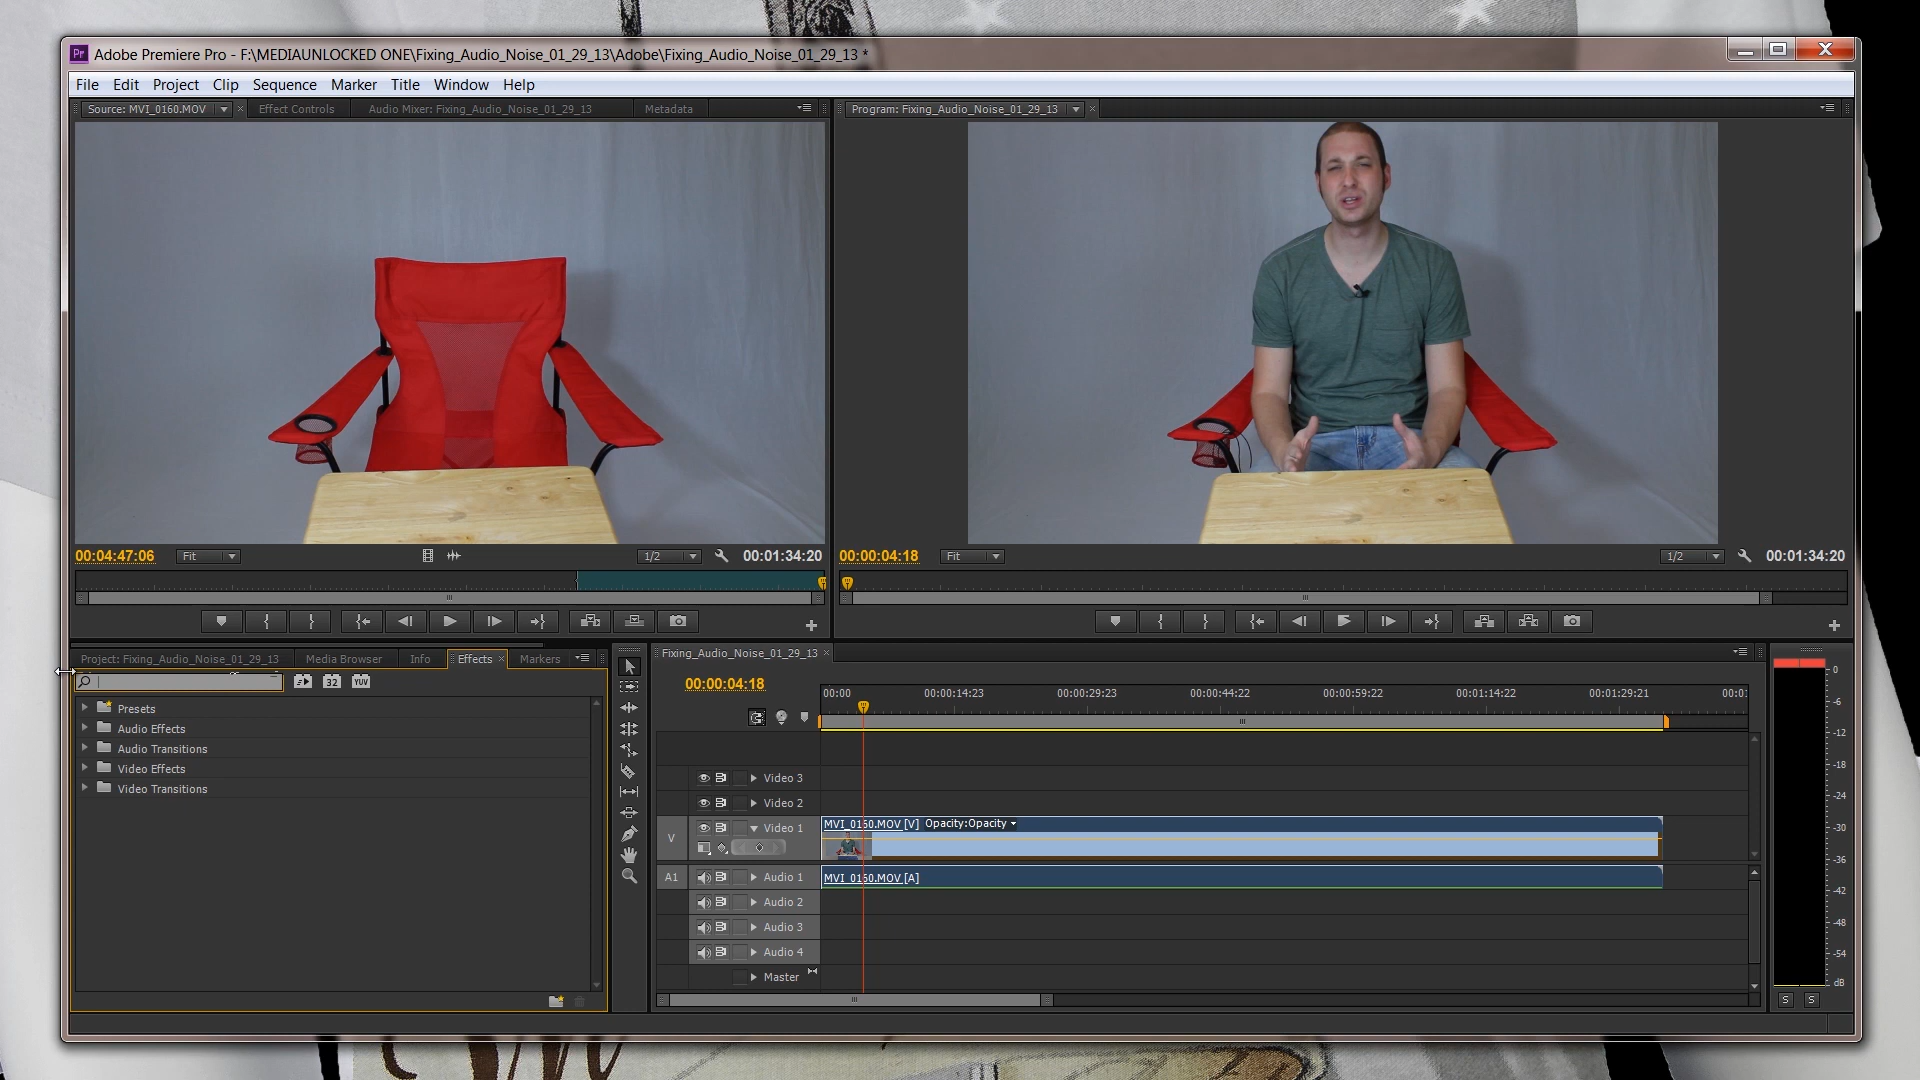 Pr Adobe Premiere Pro - F:\MEDIAUNLOCKED ONE\Fixing_Audio_Noise_01_29_13\Adobe\Fixing_Audio_Noise_01_29_13 *
File Edit Project Clip Sequence Marker Title Window Help
Source: MVI_0160.MOV Effect Controls Audio Mixer: Fixing_Audio_Noise_01_29_13 Metadata
Program: Fixing_Audio_Noise_01_29_13
00:04:47:06 Fit 1/2 00:01:34:20
00:00:04:18 Fit 1/2 00:01:34:20
Project: Fixing_Audio_Noise_01_29_13 Media Browser Info Effects Markers
32 YUV
Presets
Audio Effects
Audio Transitions
Video Effects
Video Transitions
Fixing_Audio_Noise_01_29_13
00:00:04:18
00:00 00:00:14:23 00:00:29:23 00:00:44:22 00:00:59:22 00:01:14:22 00:01:29:21
Video 3
Video 2
V Video 1
MVI_0160.MOV [V] Opacity:Opacity
A1 Audio 1
MVI_0160.MOV [A]
Audio 2
Audio 3
Audio 4
Master
0
-6
-12
-18
-24
-30
-36
-42
-48
-54
dB
S S